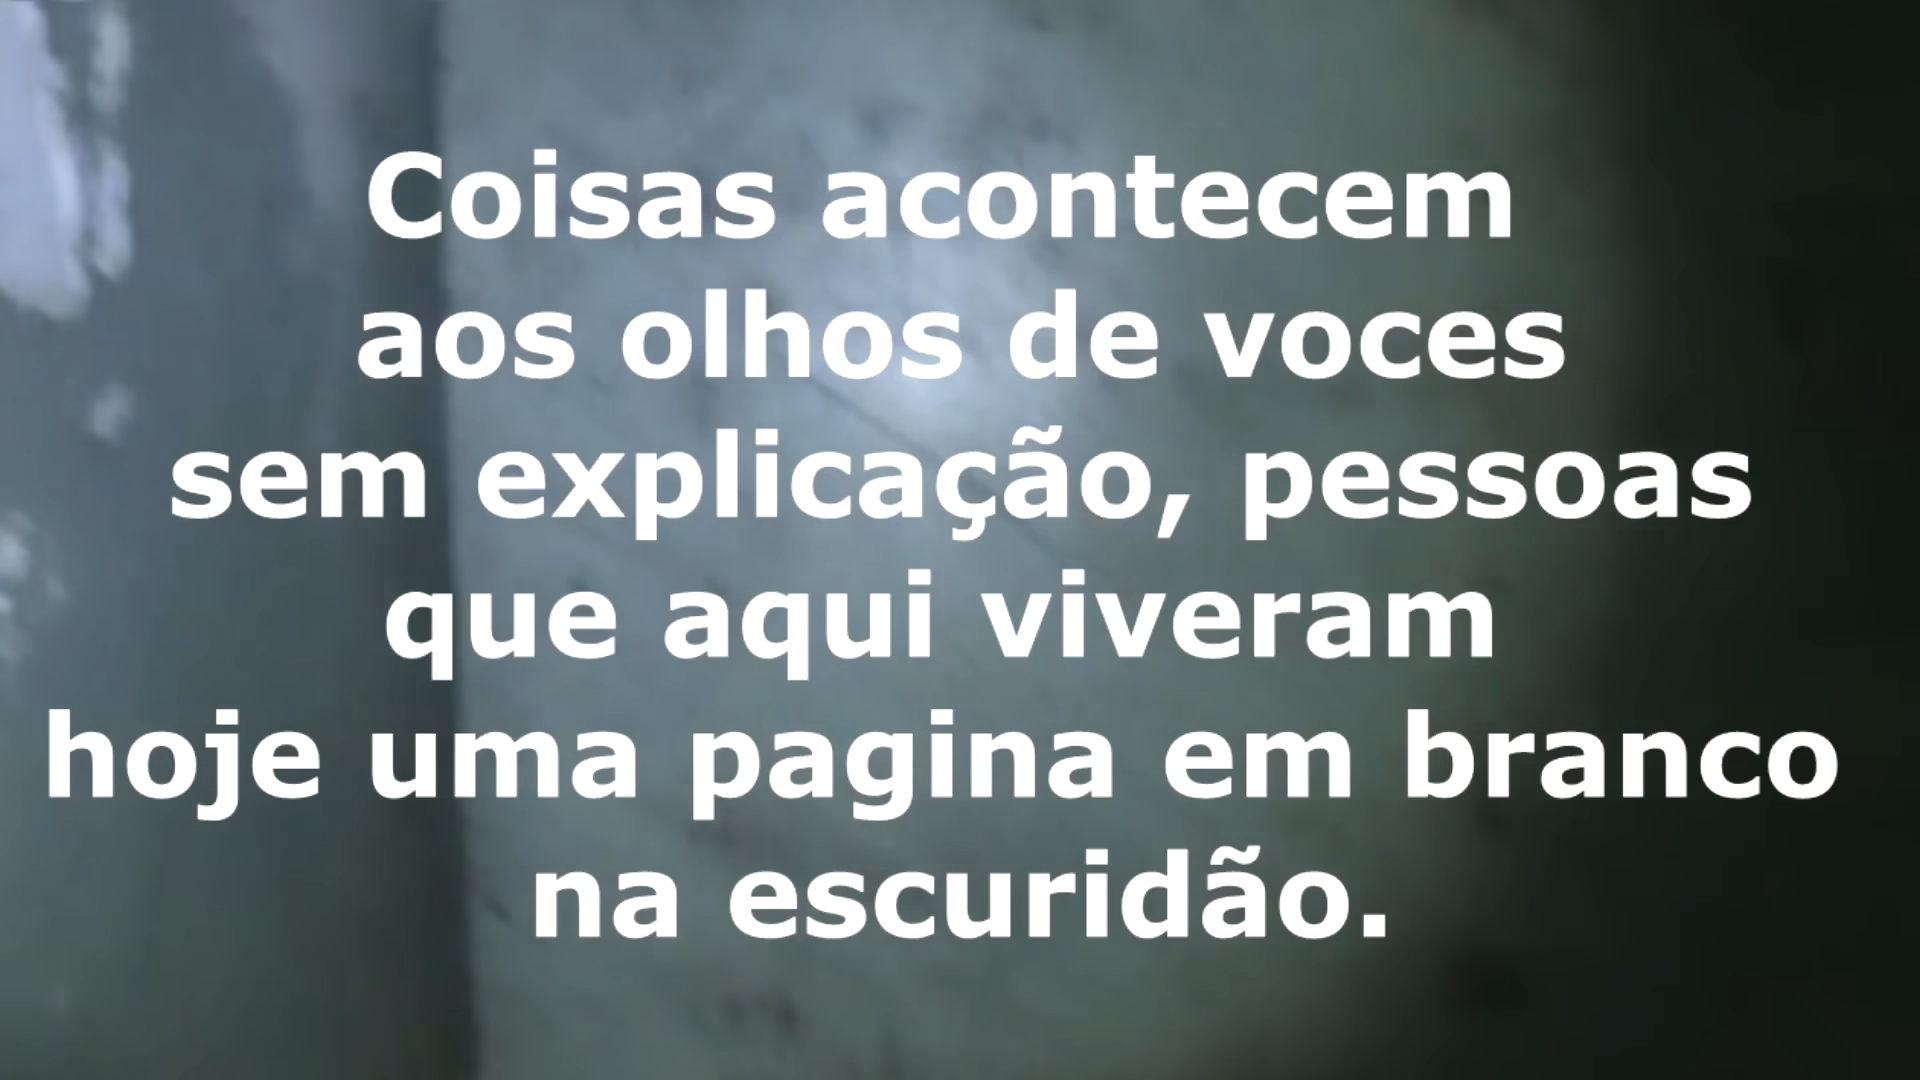 Coisas acontecem
aos olhos de voces
sem explicação, pessoas
que aqui viveram
hoje uma pagina em branco
na escuridão.